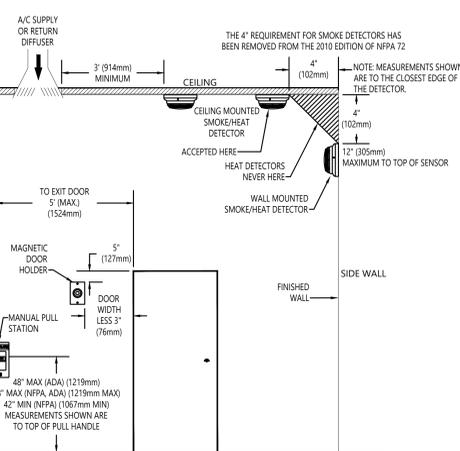 A/C SUPPLY
OR RETURN
DIFFUSER
THE 4" REQUIREMENT FOR SMOKE DETECTORS HAS
BEEN REMOVED FROM THE 2010 EDITION OF NFPA 72
3' (914mm)
MINIMUM
CEILING
4"
(102mm)
NOTE: MEASUREMENTS SHOWN
ARE TO THE CLOSEST EDGE OF
THE DETECTOR.
CEILING MOUNTED
SMOKE/HEAT
DETECTOR
4"
(102mm)
ACCEPTED HERE
HEAT DETECTORS
NEVER HERE
12" (305mm)
MAXIMUM TO TOP OF SENSOR
TO EXIT DOOR
5' (MAX.)
(1524mm)
WALL MOUNTED
SMOKE/HEAT DETECTOR
MAGNETIC
DOOR
HOLDER
5"
(127mm)
SIDE WALL
DOOR
WIDTH
LESS 3"
(76mm)
FINISHED
WALL
MANUAL PULL
STATION
48" MAX (ADA) (1219mm)
" MAX (NFPA, ADA) (1219mm MAX)
42" MIN (NFPA) (1067mm MIN)
MEASUREMENTS SHOWN ARE
TO TOP OF PULL HANDLE